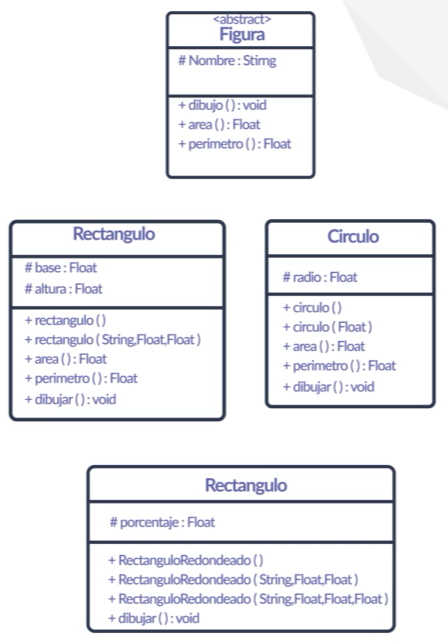 <abstract>
Figura
# Nombre : Stirng
+ dibujo ( ) : void
+ area ( ) : Float
+ perimetro ( ) : Float
Rectangulo
# base : Float
# altura : Float
+ rectangulo ( )
+ rectangulo ( String,Float,Float )
+ area ( ) : Float
+ perimetro ( ) : Float
+ dibujar ( ) : void
Circulo
# radio : Float
+ circulo ( )
+ circulo ( Float )
+ area ( ) : Float
+ perimetro ( ) : Float
+ dibujar ( ) : void
Rectangulo
# porcentaje : Float
+ RectanguloRedondeado ( )
+ RectanguloRedondeado ( String,Float,Float )
+ RectanguloRedondeado ( String,Float,Float,Float )
+ dibujar ( ) : void